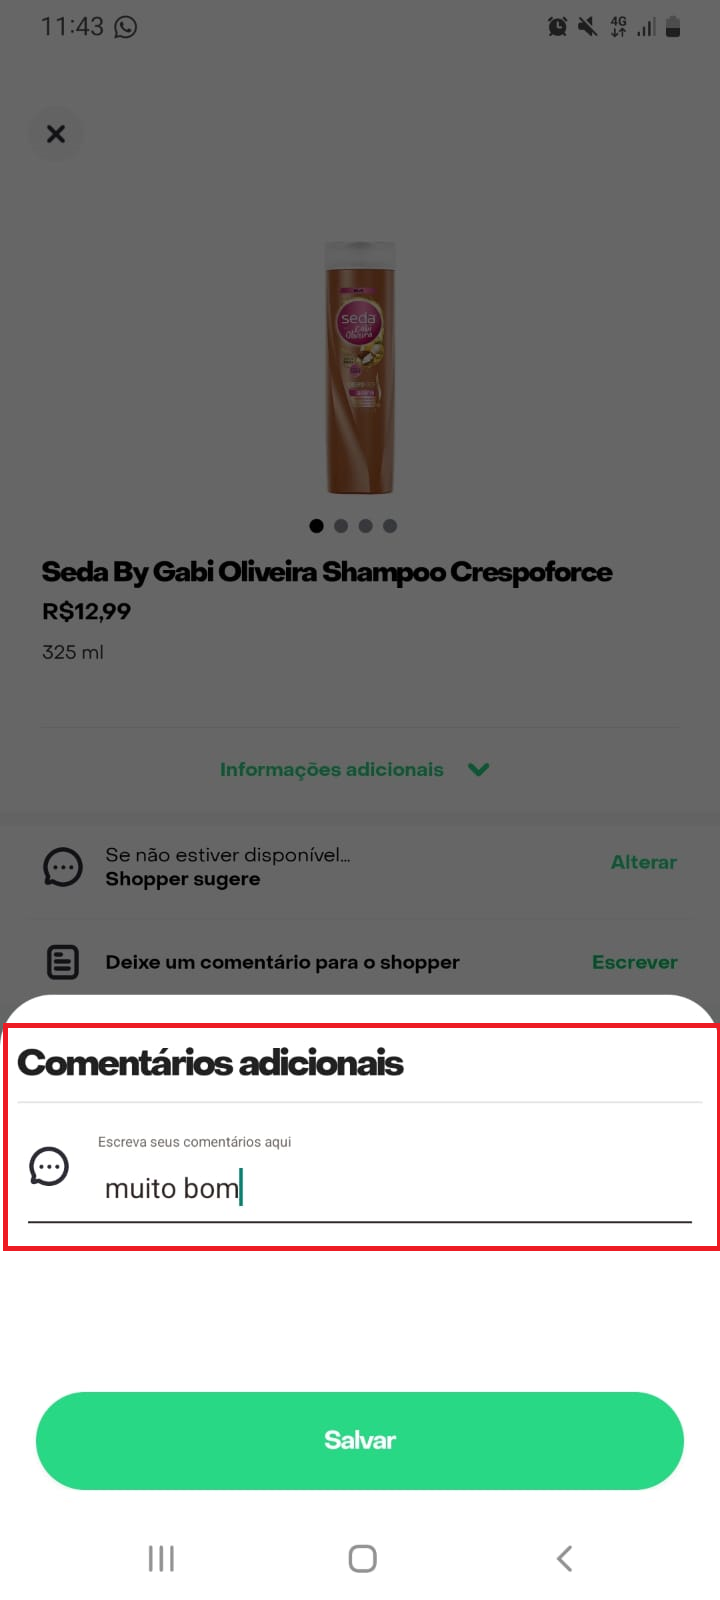 11:43
4G
seda
Gabi
Oliveira
Seda By Gabi Oliveira Shampoo Crespoforce
R$12,99
325 ml
Informações adicionais
Se não estiver disponível...
Shopper sugere
Alterar
Deixe um comentário para o shopper
Escrever
Comentários adicionais
Escreva seus comentários aqui
muito bom
Salvar